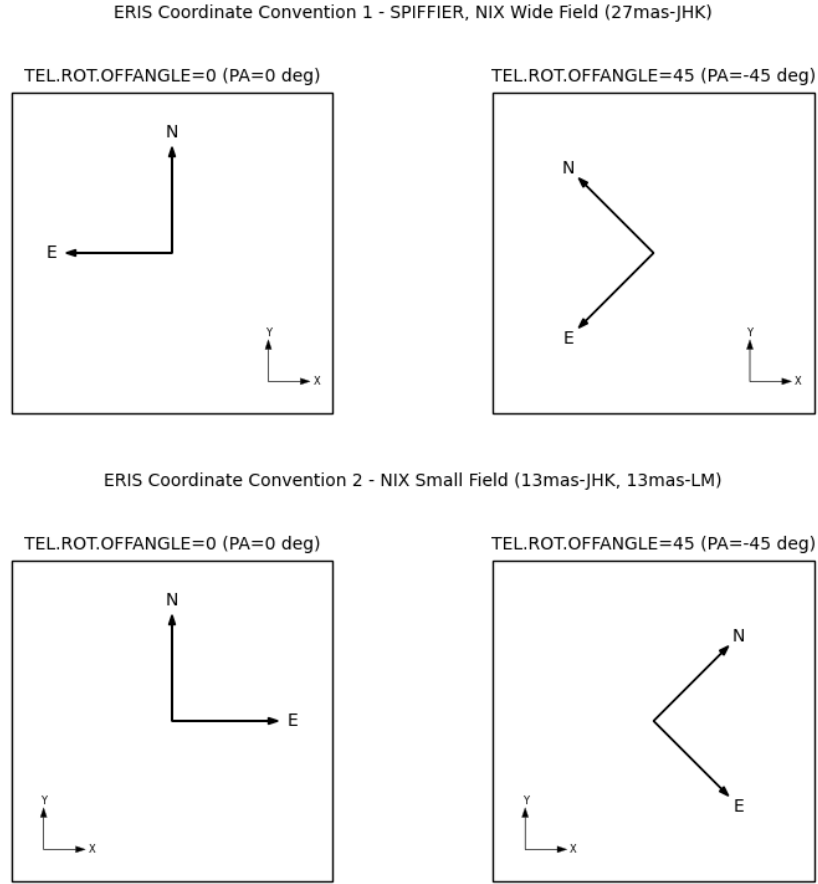 ERIS Coordinate Convention 1 - SPIFFIER, NIX Wide Field (27mas-JHK)
TEL.ROT.OFFANGLE=0 (PA=0 deg)
N
E
Y
X
TEL.ROT.OFFANGLE=45 (PA=-45 deg)
N
E
Y
X
ERIS Coordinate Convention 2 - NIX Small Field (13mas-JHK, 13mas-LM)
TEL.ROT.OFFANGLE=0 (PA=0 deg)
N
E
Y
X
TEL.ROT.OFFANGLE=45 (PA=-45 deg)
N
E
Y
X